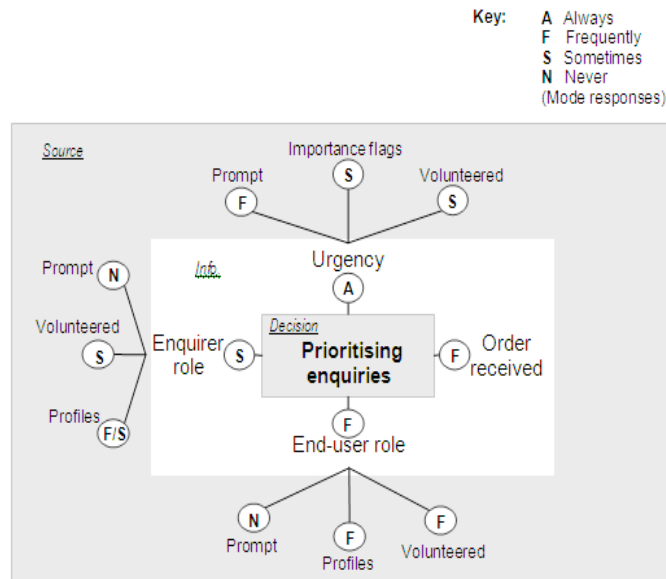 Key: A Always
F Frequently
S Sometimes
N Never
(Mode responses)
Source
Importance flags
S
Prompt
F
Volunteered
S
Info.
Urgency
A
Prompt
N
Volunteered
S
Profiles
F/S
Enquirer
role
S
Decision
Prioritising
enquiries
F
Order
received
F
End-user role
N
Prompt
F
Profiles
F
Volunteered